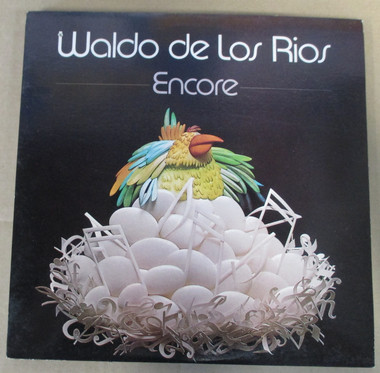 Waldo de Los Rios
Encore